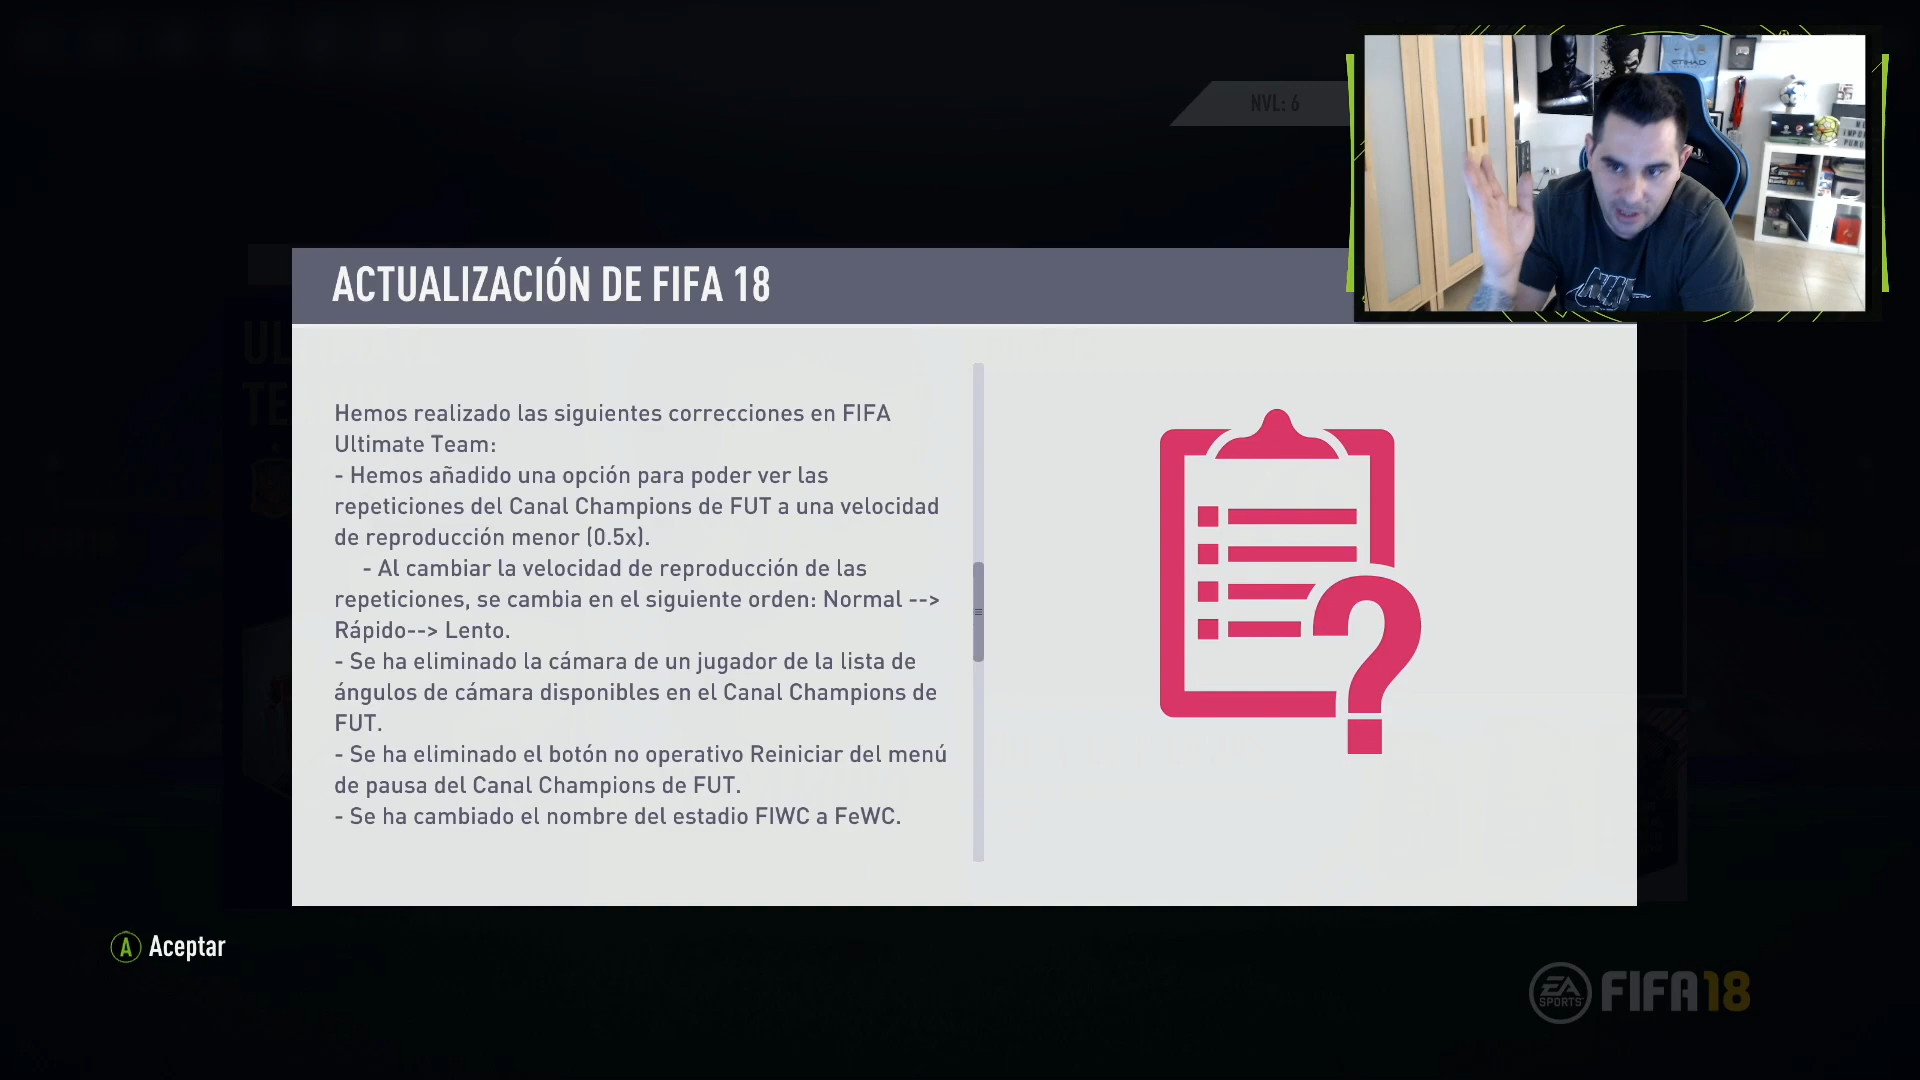 NVL: 6
ETIHAD
ACTUALIZACIÓN DE FIFA 18
Hemos realizado las siguientes correcciones en FIFA
Ultimate Team:
- Hemos añadido una opción para poder ver las
repeticiones del Canal Champions de FUT a una velocidad
de reproducción menor (0.5x).
- Al cambiar la velocidad de reproducción de las
repeticiones, se cambia en el siguiente orden: Normal -->
Rápido--> Lento.
- Se ha eliminado la cámara de un jugador de la lista de
ángulos de cámara disponibles en el Canal Champions de
FUT.
- Se ha eliminado el botón no operativo Reiniciar del menú
de pausa del Canal Champions de FUT.
- Se ha cambiado el nombre del estadio FIWC a FeWC.
A Aceptar
EA SPORTS FIFA 18